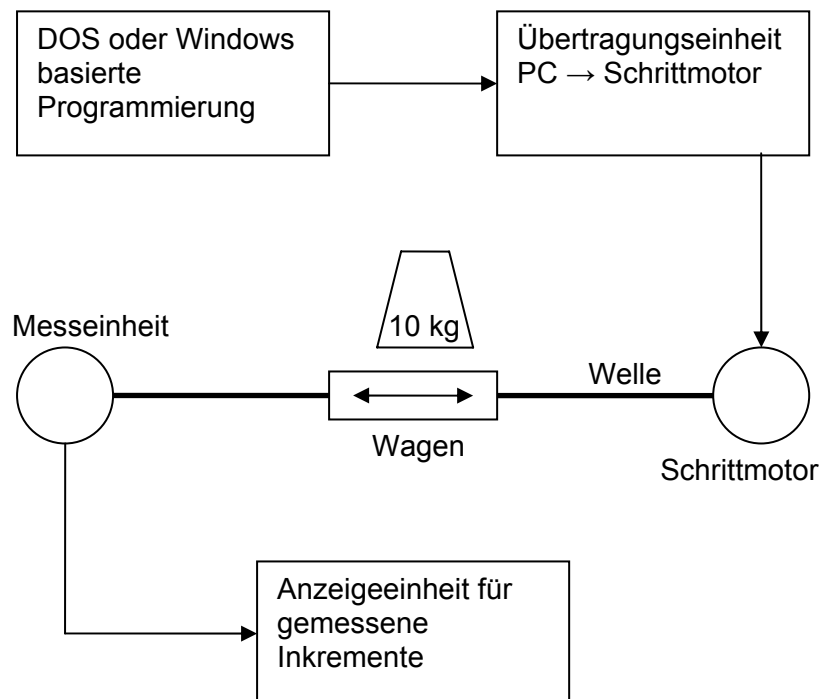 DOS oder Windows
basierte
Programmierung
Übertragungseinheit
PC → Schrittmotor
10 kg
Messeinheit
Welle
Wagen
Schrittmotor
Anzeigeeinheit für
gemessene
Inkremente